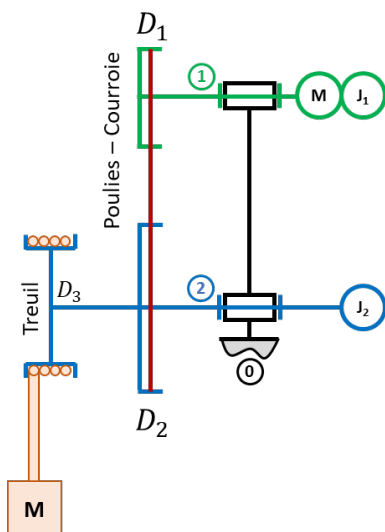 D₁
1
M
J₁
Poulies – Courroie
Treuil
D₃
2
J₂
0
D₂
M